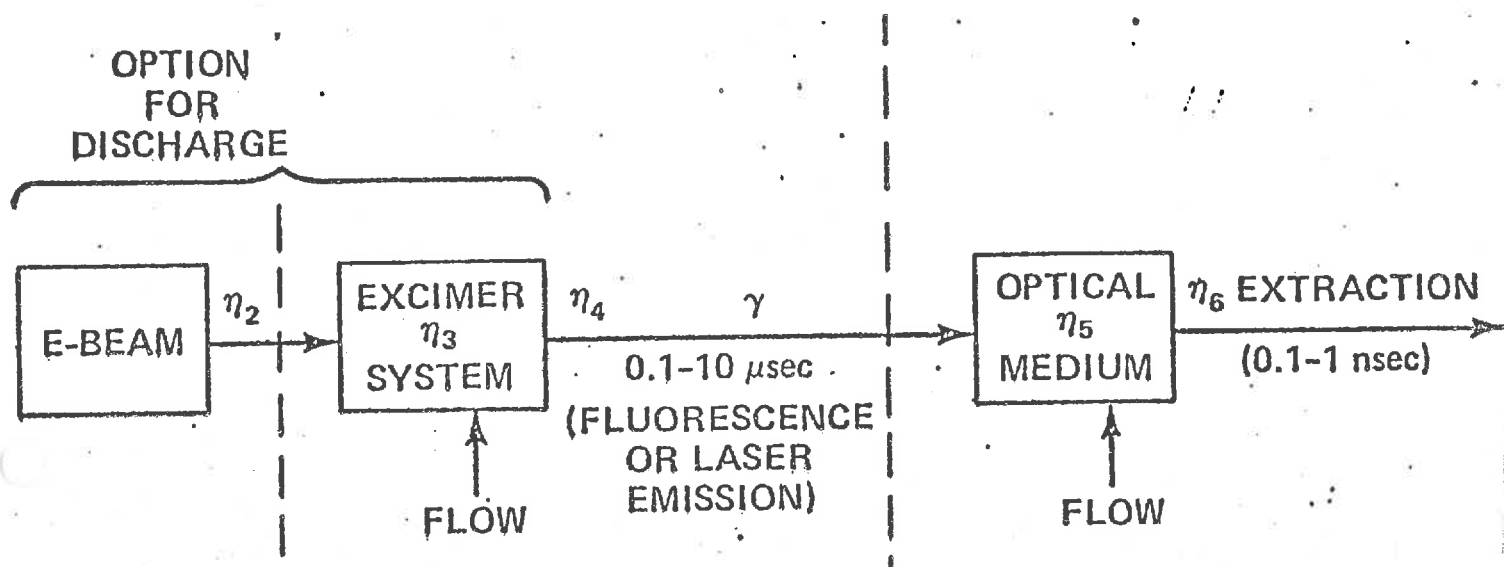 OPTION
FOR
DISCHARGE
E-BEAM
η2
EXCIMER
η3
SYSTEM
FLOW
η4
γ
0.1–10 μsec
(FLUORESCENCE
OR LASER
EMISSION)
OPTICAL
η5
MEDIUM
FLOW
η6 EXTRACTION
(0.1–1 nsec)